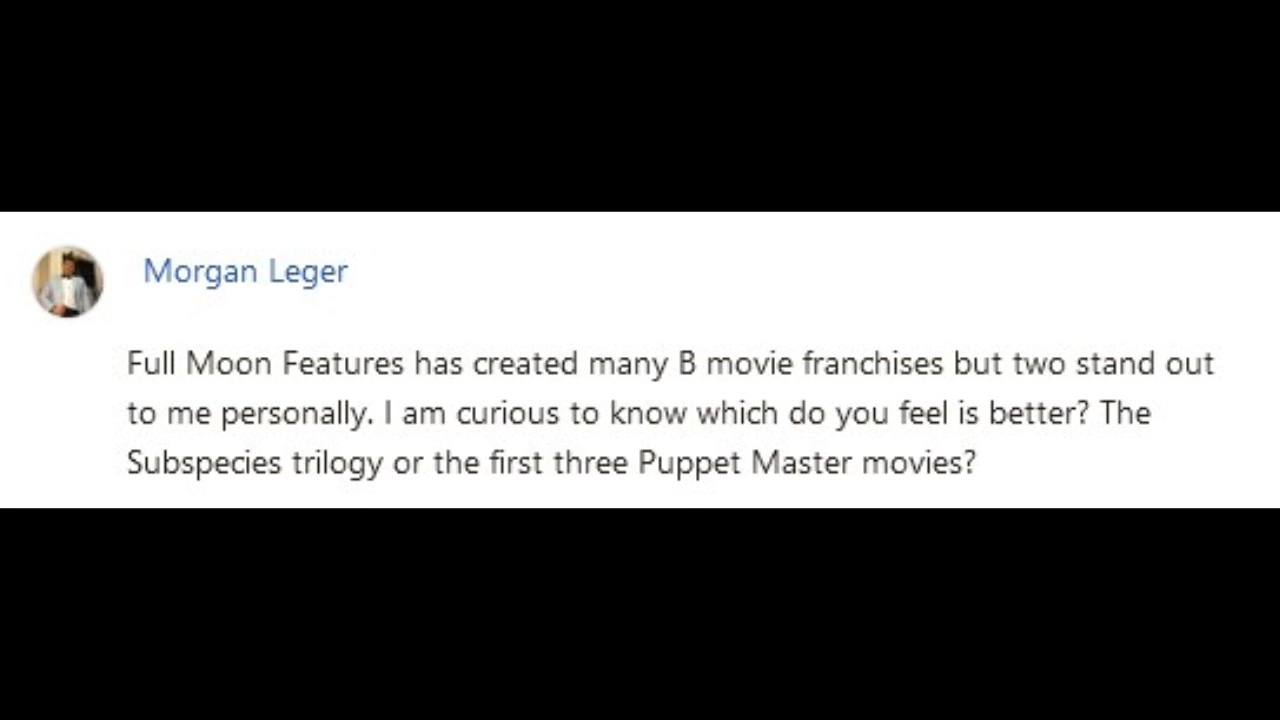 Morgan Leger
Full Moon Features has created many B movie franchises but two stand out
to me personally. I am curious to know which do you feel is better? The
Subspecies trilogy or the first three Puppet Master movies?